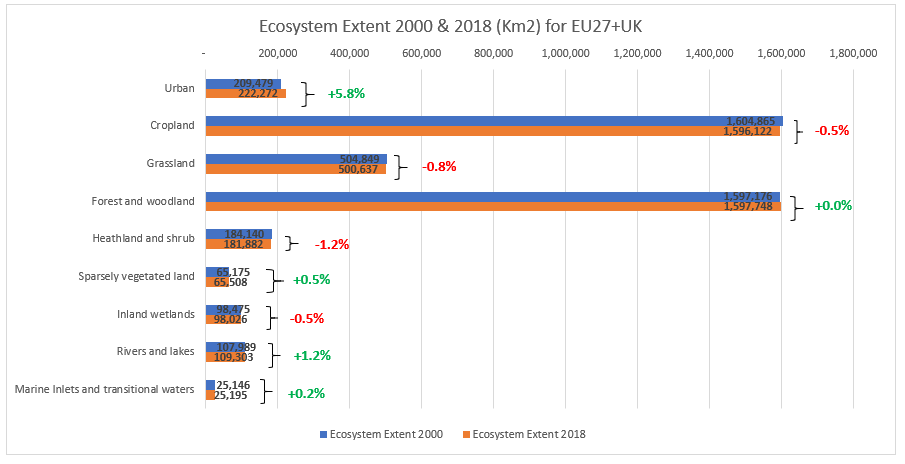 Ecosystem Extent 2000 & 2018 (Km2) for EU27+UK
- 200,000 400,000 600,000 800,000 1,000,000 1,200,000 1,400,000 1,600,000 1,800,000
Urban
209,479
222,272
+5.8%
Cropland
1,604,865
1,596,122
-0.5%
Grassland
504,849
500,637
-0.8%
Forest and woodland
1,597,176
1,597,748
+0.0%
Heathland and shrub
184,140
181,882
-1.2%
Sparsely vegetated land
65,175
65,508
+0.5%
Inland wetlands
98,475
98,026
-0.5%
Rivers and lakes
107,989
109,303
+1.2%
Marine Inlets and transitional waters
25,146
25,195
+0.2%
Ecosystem Extent 2000 Ecosystem Extent 2018